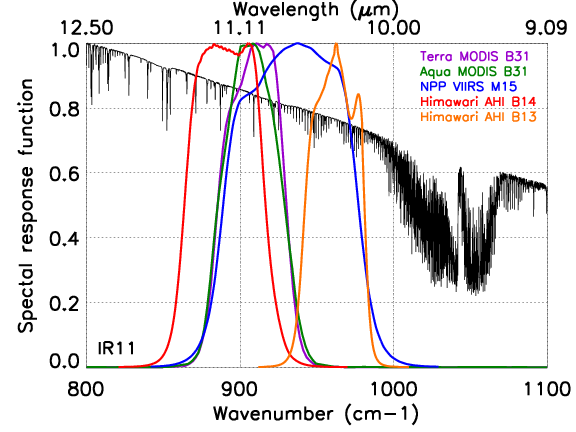 Wavelength (μm)
12.50 11.11 10.00 9.09
1.0
0.8
0.6
0.4
0.2
0.0
Spectal response function
Terra MODIS B31
Aqua MODIS B31
NPP VIIRS M15
Himawari AHI B14
Himawari AHI B13
IR11
800 900 1000 1100
Wavenumber (cm-1)